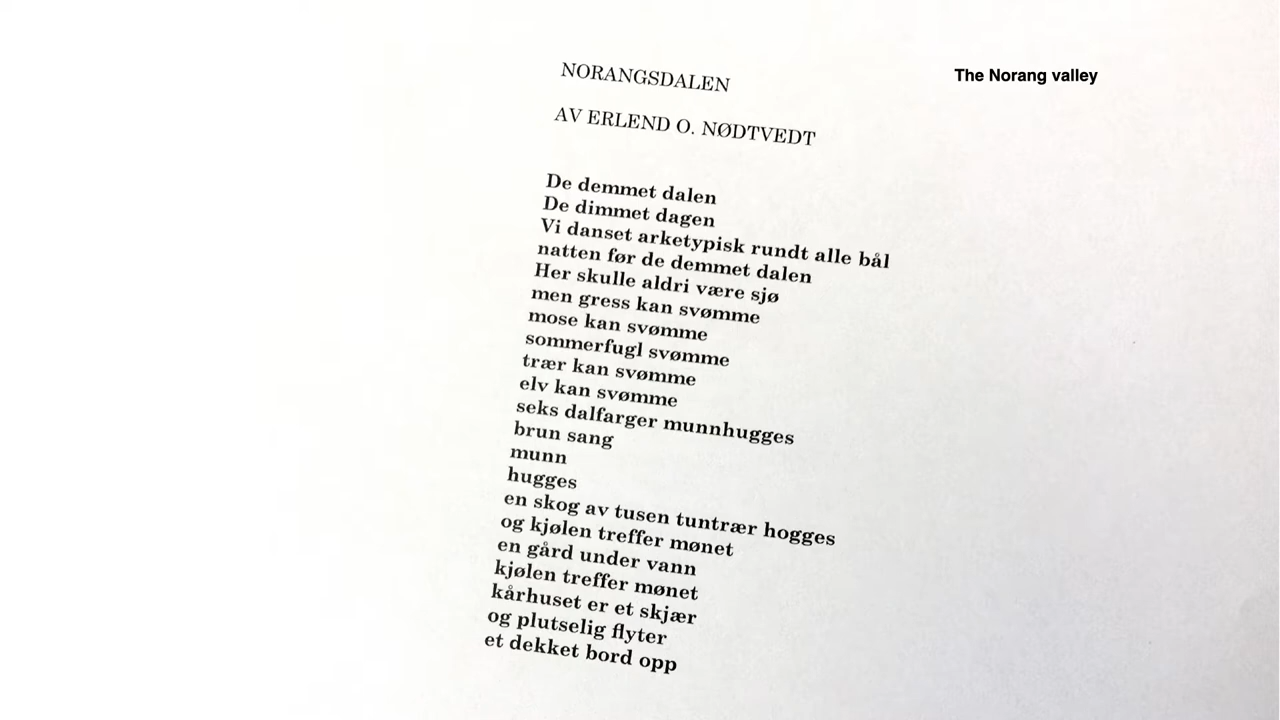 NORANGSDALEN
The Norang valley
AV ERLEND O. NØDTVEDT
De demmet dalen
De dimmet dagen
Vi danset arketypisk rundt alle bål
natten før de demmet dalen
Her skulle aldri være sjø
men gress kan svømme
mose kan svømme
sommerfugl svømme
trær kan svømme
elv kan svømme
seks dalfarger munnhugges
brun sang
munn
hugges
en skog av tusen tuntrær hogges
og kjølen treffer mønet
en gård under vann
kjølen treffer mønet
kårhuset er et skjær
og plutselig flyter
et dekket bord opp